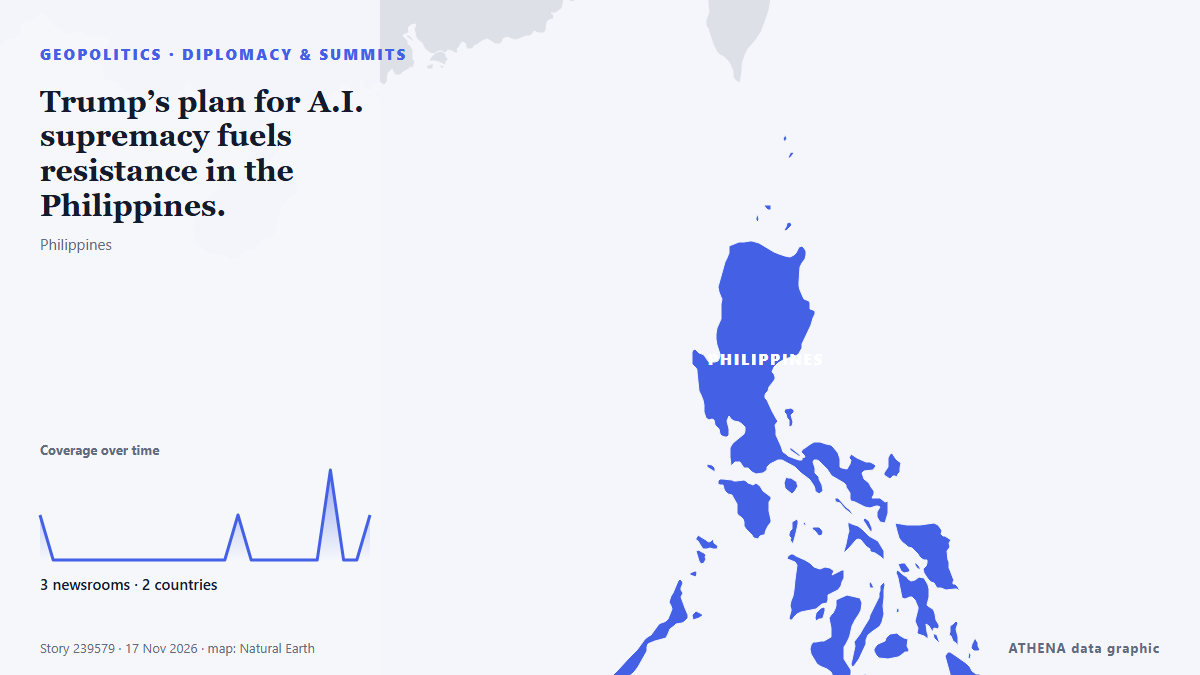 GEOPOLITICS · DIPLOMACY & SUMMITS
Trump’s plan for A.I.
supremacy fuels
resistance in the
Philippines.
Philippines
PHILIPPINES
Coverage over time
3 newsrooms · 2 countries
Story 239579 · 17 Nov 2026 · map: Natural Earth
ATHENA data graphic